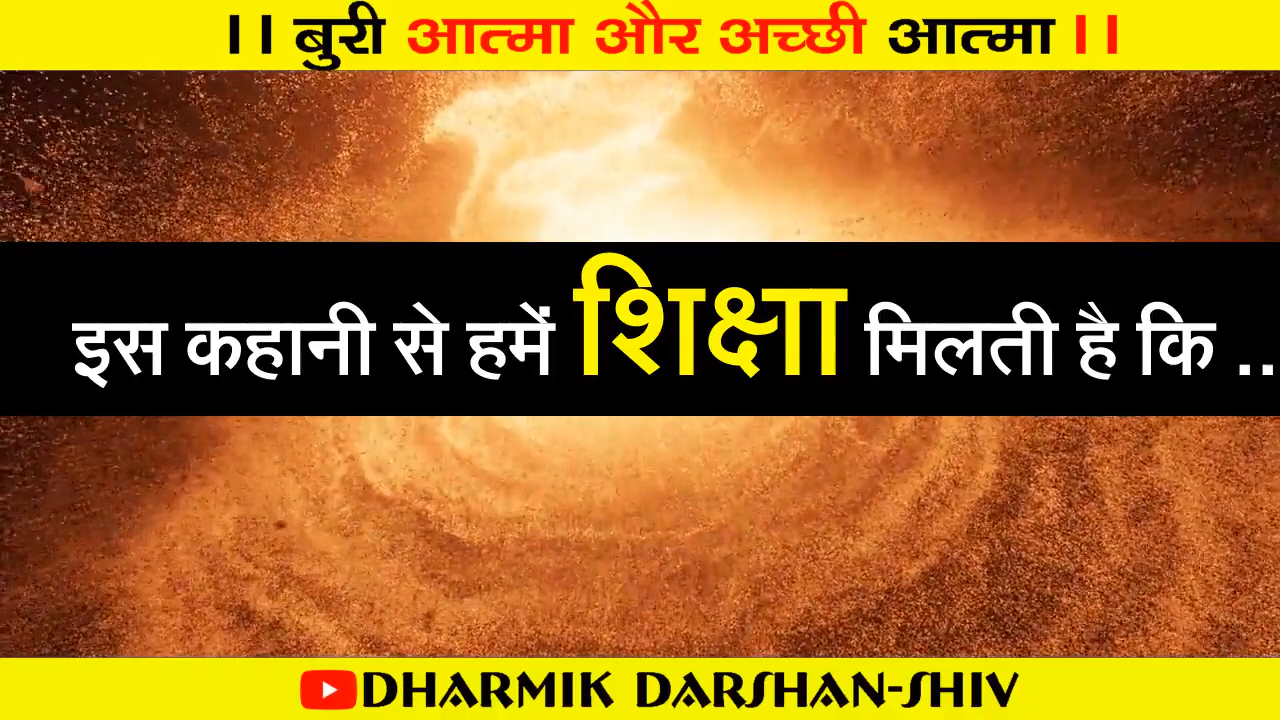 ।। बुरी आत्मा और अच्छी आत्मा ।।
इस कहानी से हमें शिक्षा मिलती है कि ..
DHARMIK DARSHAN-SHIV